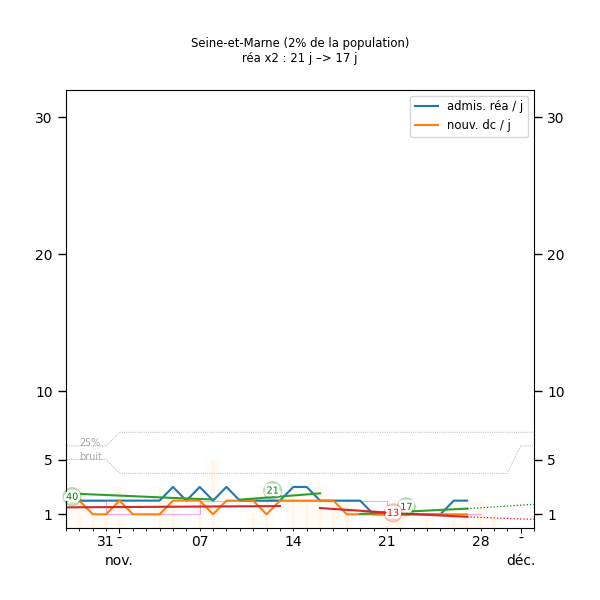 Seine-et-Marne (2% de la population)
réa x2 : 21 j –> 17 j
admis. réa / j
nouv. dc / j
30
30
20
20
10
10
25%
bruit
5
5
40
21
17
13
1
1
31 - 07 14 21 28 -
nov. déc.